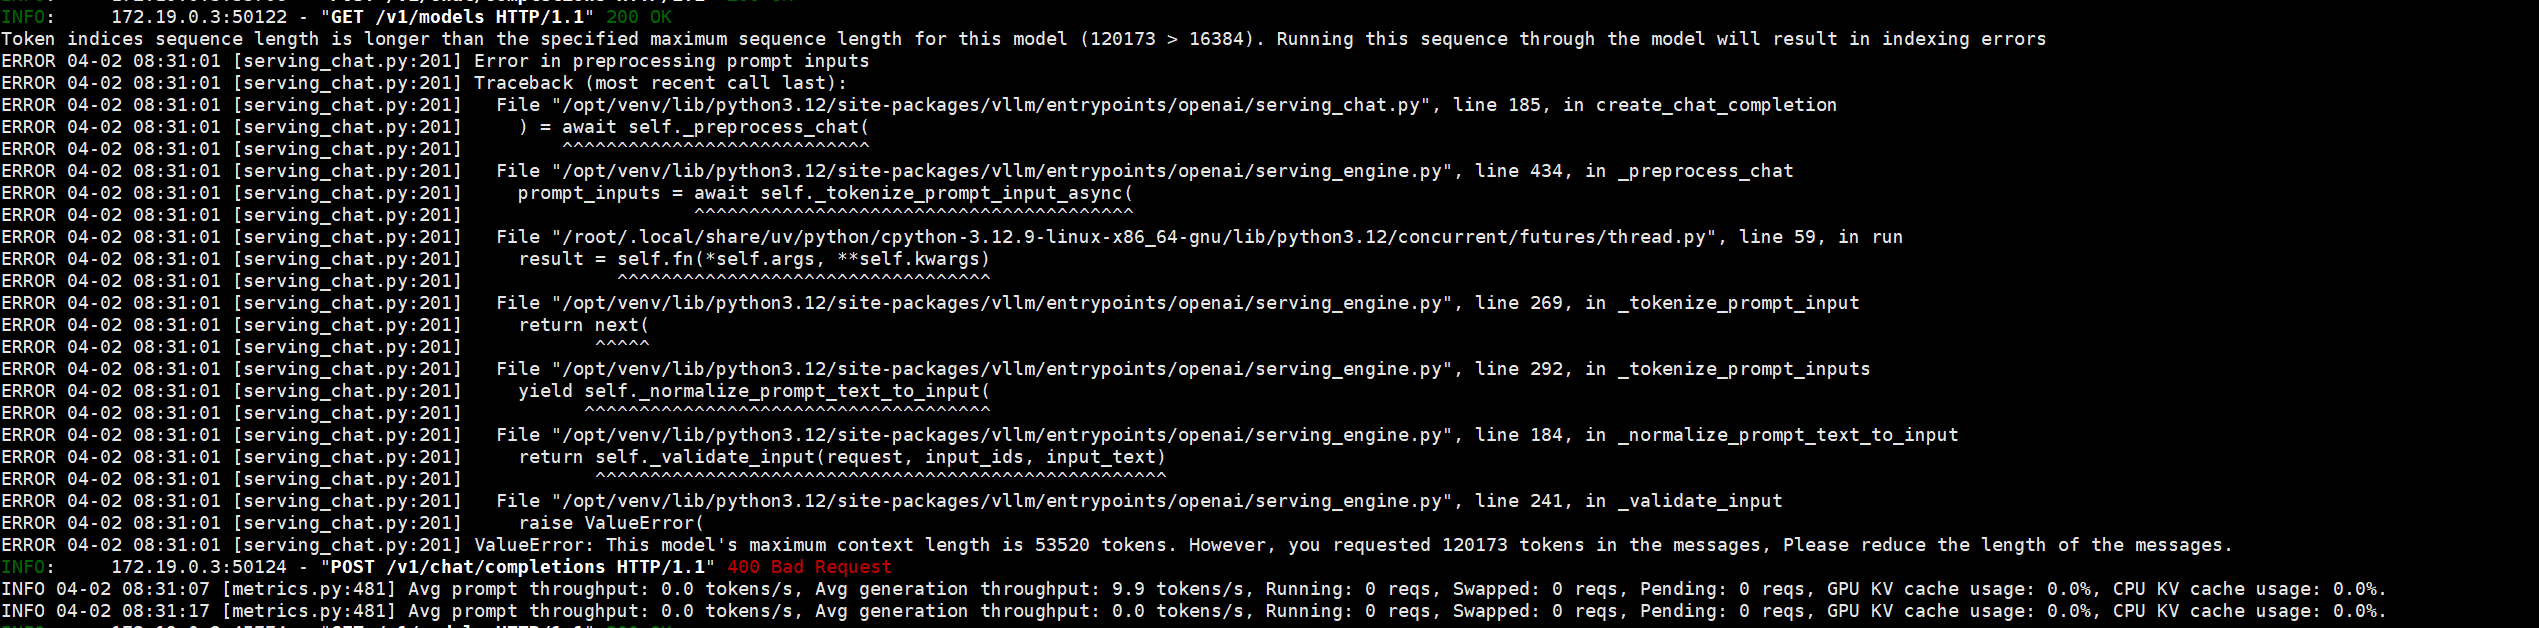 INFO:     172.19.0.3:50122 - "GET /v1/models HTTP/1.1" 200 OK
Token indices sequence length is longer than the specified maximum sequence length for this model (120173 > 16384). Running this sequence through the model will result in indexing errors
ERROR 04-02 08:31:01 [serving_chat.py:201] Error in preprocessing prompt inputs
ERROR 04-02 08:31:01 [serving_chat.py:201] Traceback (most recent call last):
ERROR 04-02 08:31:01 [serving_chat.py:201]   File "/opt/venv/lib/python3.12/site-packages/vllm/entrypoints/openai/serving_chat.py", line 185, in create_chat_completion
ERROR 04-02 08:31:01 [serving_chat.py:201]     ) = await self._preprocess_chat(
ERROR 04-02 08:31:01 [serving_chat.py:201]         ^^^^^^^^^^^^^^^^^^^^^^^^^^^^
ERROR 04-02 08:31:01 [serving_chat.py:201]   File "/opt/venv/lib/python3.12/site-packages/vllm/entrypoints/openai/serving_engine.py", line 434, in _preprocess_chat
ERROR 04-02 08:31:01 [serving_chat.py:201]     prompt_inputs = await self._tokenize_prompt_input_async(
ERROR 04-02 08:31:01 [serving_chat.py:201]                     ^^^^^^^^^^^^^^^^^^^^^^^^^^^^^^^^^^^^^^^^
ERROR 04-02 08:31:01 [serving_chat.py:201]   File "/root/.local/share/uv/python/cpython-3.12.9-linux-x86_64-gnu/lib/python3.12/concurrent/futures/thread.py", line 59, in run
ERROR 04-02 08:31:01 [serving_chat.py:201]     result = self.fn(*self.args, **self.kwargs)
ERROR 04-02 08:31:01 [serving_chat.py:201]              ^^^^^^^^^^^^^^^^^^^^^^^^^^^^^^^^^^
ERROR 04-02 08:31:01 [serving_chat.py:201]   File "/opt/venv/lib/python3.12/site-packages/vllm/entrypoints/openai/serving_engine.py", line 269, in _tokenize_prompt_input
ERROR 04-02 08:31:01 [serving_chat.py:201]     return next(
ERROR 04-02 08:31:01 [serving_chat.py:201]            ^^^^^
ERROR 04-02 08:31:01 [serving_chat.py:201]   File "/opt/venv/lib/python3.12/site-packages/vllm/entrypoints/openai/serving_engine.py", line 292, in _tokenize_prompt_inputs
ERROR 04-02 08:31:01 [serving_chat.py:201]     yield self._normalize_prompt_text_to_input(
ERROR 04-02 08:31:01 [serving_chat.py:201]           ^^^^^^^^^^^^^^^^^^^^^^^^^^^^^^^^^^^^^
ERROR 04-02 08:31:01 [serving_chat.py:201]   File "/opt/venv/lib/python3.12/site-packages/vllm/entrypoints/openai/serving_engine.py", line 184, in _normalize_prompt_text_to_input
ERROR 04-02 08:31:01 [serving_chat.py:201]     return self._validate_input(request, input_ids, input_text)
ERROR 04-02 08:31:01 [serving_chat.py:201]            ^^^^^^^^^^^^^^^^^^^^^^^^^^^^^^^^^^^^^^^^^^^^^^^^^^^^
ERROR 04-02 08:31:01 [serving_chat.py:201]   File "/opt/venv/lib/python3.12/site-packages/vllm/entrypoints/openai/serving_engine.py", line 241, in _validate_input
ERROR 04-02 08:31:01 [serving_chat.py:201]     raise ValueError(
ERROR 04-02 08:31:01 [serving_chat.py:201] ValueError: This model's maximum context length is 53520 tokens. However, you requested 120173 tokens in the messages, Please reduce the length of the messages.
INFO:     172.19.0.3:50124 - "POST /v1/chat/completions HTTP/1.1" 400 Bad Request
INFO 04-02 08:31:07 [metrics.py:481] Avg prompt throughput: 0.0 tokens/s, Avg generation throughput: 9.9 tokens/s, Running: 0 reqs, Swapped: 0 reqs, Pending: 0 reqs, GPU KV cache usage: 0.0%, CPU KV cache usage: 0.0%.
INFO 04-02 08:31:17 [metrics.py:481] Avg prompt throughput: 0.0 tokens/s, Avg generation throughput: 0.0 tokens/s, Running: 0 reqs, Swapped: 0 reqs, Pending: 0 reqs, GPU KV cache usage: 0.0%, CPU KV cache usage: 0.0%.